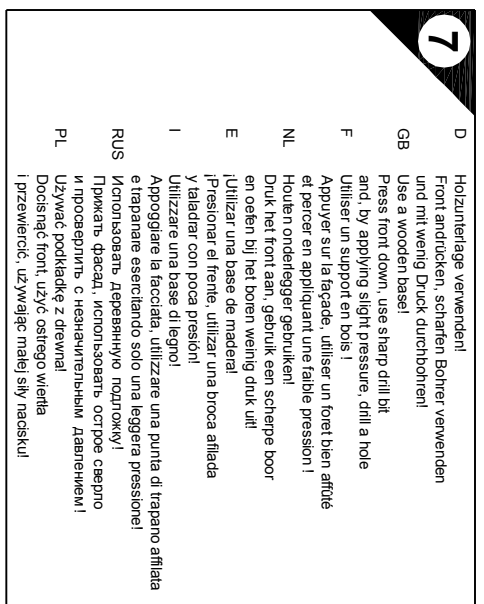 7
D Holzunterlage verwenden!
Front andrücken, scharfen Bohrer verwenden
und mit wenig Druck durchbohren!
GB Use a wooden base!
Press front down, use sharp drill bit
and, by applying slight pressure, drill a hole
F Utiliser un support en bois !
Appuyer sur la façade, utiliser un foret bien affûté
et percer en appliquant une faible pression !
NL Houten onderlegger gebruiken!
Druk het front aan, gebruik een scherpe boor
en oefen bij het boren weinig druk uit!
E ¡Utilizar una base de madera!
¡Presionar el frente, utilizar una broca afilada
y taladrar con poca presión!
I Utilizzare una base di legno!
Appoggiare la facciata, utilizzare una punta di trapano affilata
e trapanare esercitando solo una leggera pressione!
RUS Использовать деревянную подложку!
Прижать фасад, использовать острое сверло
и просверлить с незначительным давлением!
PL Używać podkładkę z drewna!
Docisnąć front, użyć ostrego wiertła
i przewiercić, używając małej siły nacisku!